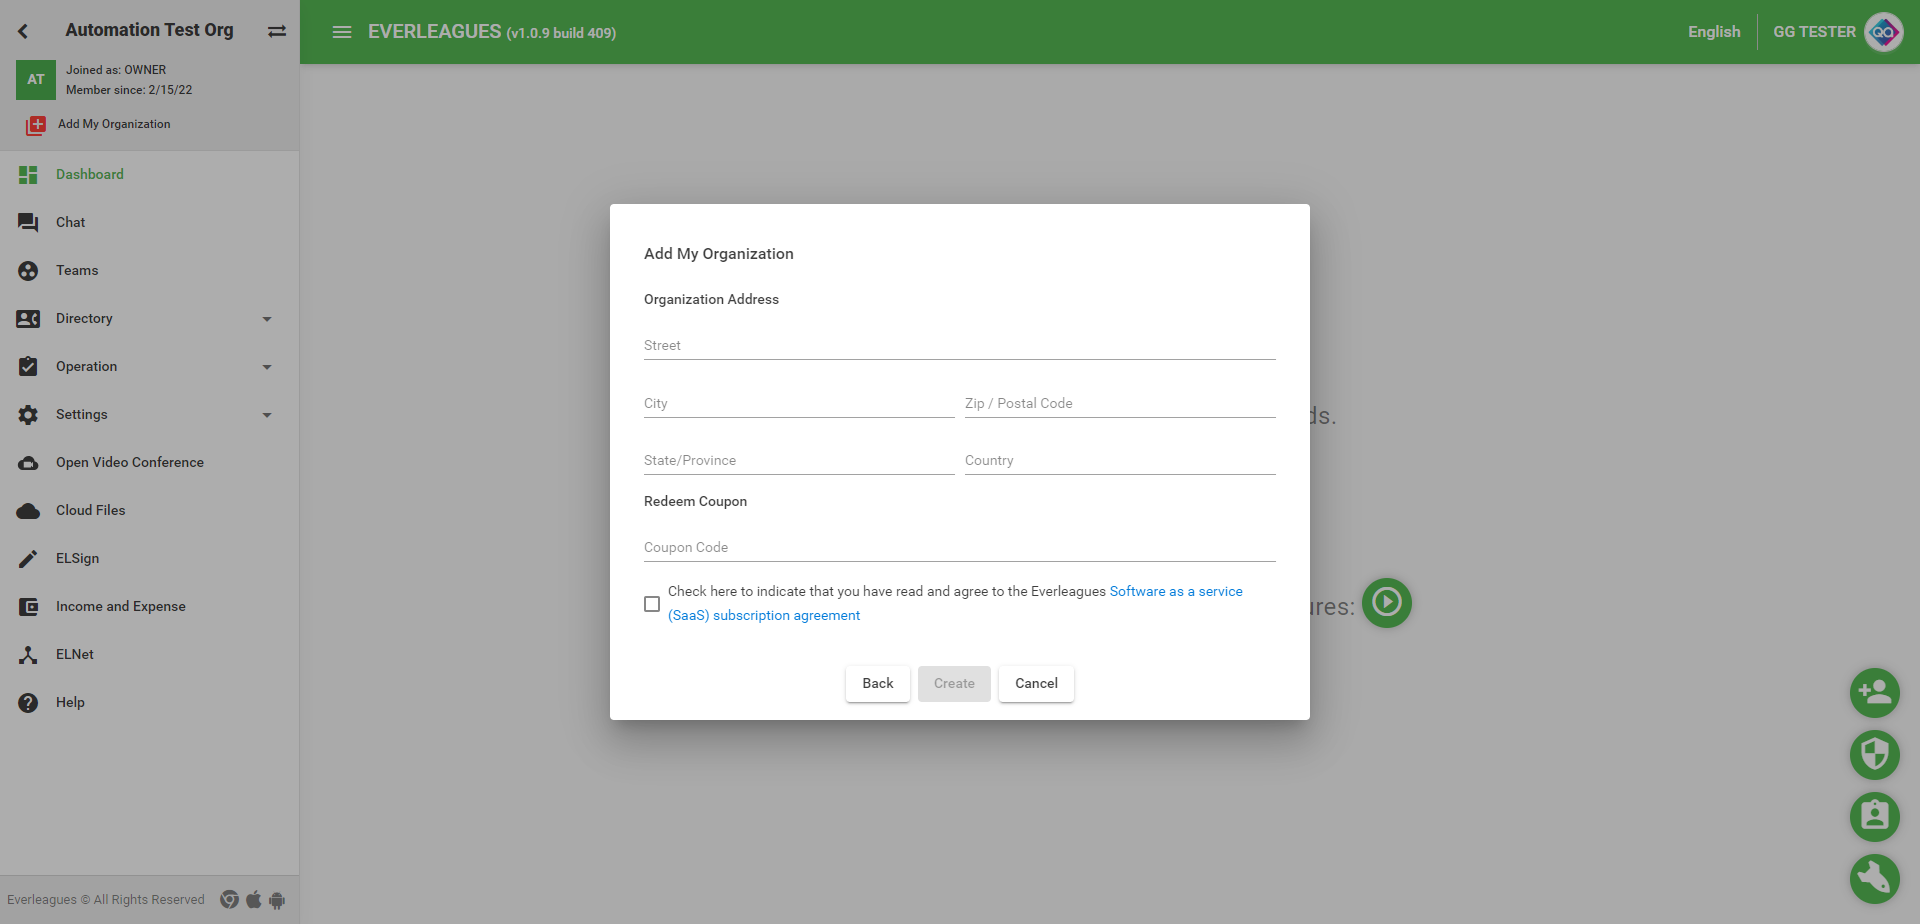 Automation Test Org
AT
Joined as: OWNER
Member since: 2/15/22
Add My Organization
Dashboard
Chat
Teams
Directory
Operation
Settings
Open Video Conference
Cloud Files
ELSign
Income and Expense
ELNet
Help
Everleagues © All Rights Reserved
EVERLEAGUES (v1.0.9 build 409)
English
GG TESTER
QA
Add My Organization
Organization Address
Street
City
Zip / Postal Code
State/Province
Country
Redeem Coupon
Coupon Code
Check here to indicate that you have read and agree to the Everleagues Software as a service
(SaaS) subscription agreement
Back
Create
Cancel
ds.
ures: